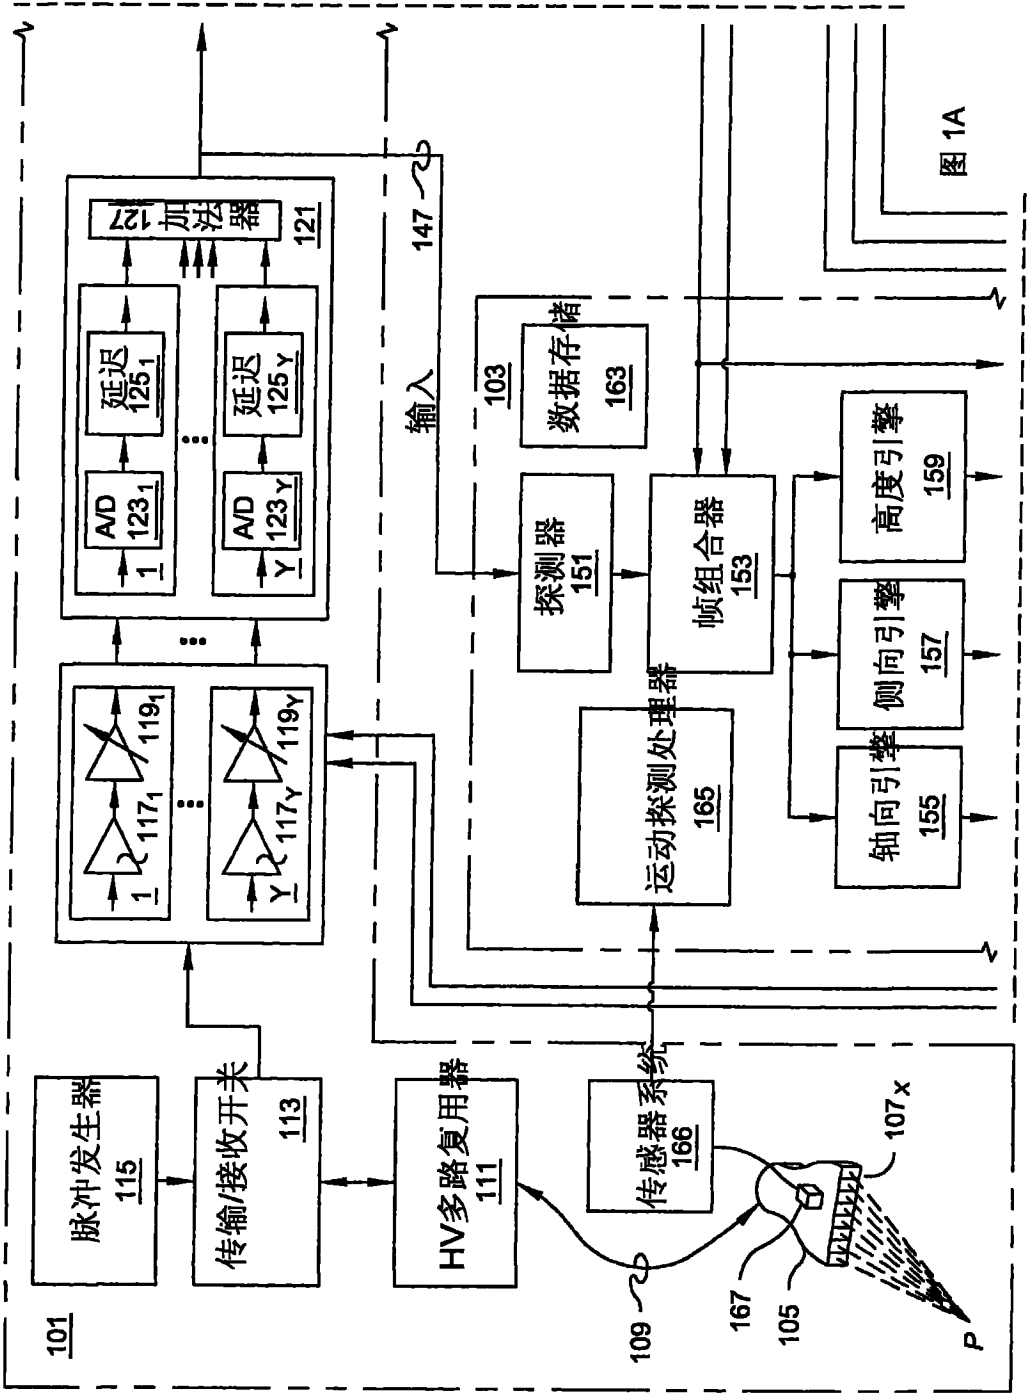 101
脉冲发生器
115
传输/接收开关
113
HV多路复用器
111
传感器系统
166
109
167
105
107X
P
1
117₁
119₁
...
Y
117Y
119Y
...
1
A/D
123₁
延迟
125₁
...
Y
A/D
123Y
延迟
125Y
加法器
127
121
147
输入
103
数据存储
163
探测器
151
帧组合器
153
运动探测处理器
165
轴向引擎
155
侧向引擎
157
高度引擎
159
图 1A